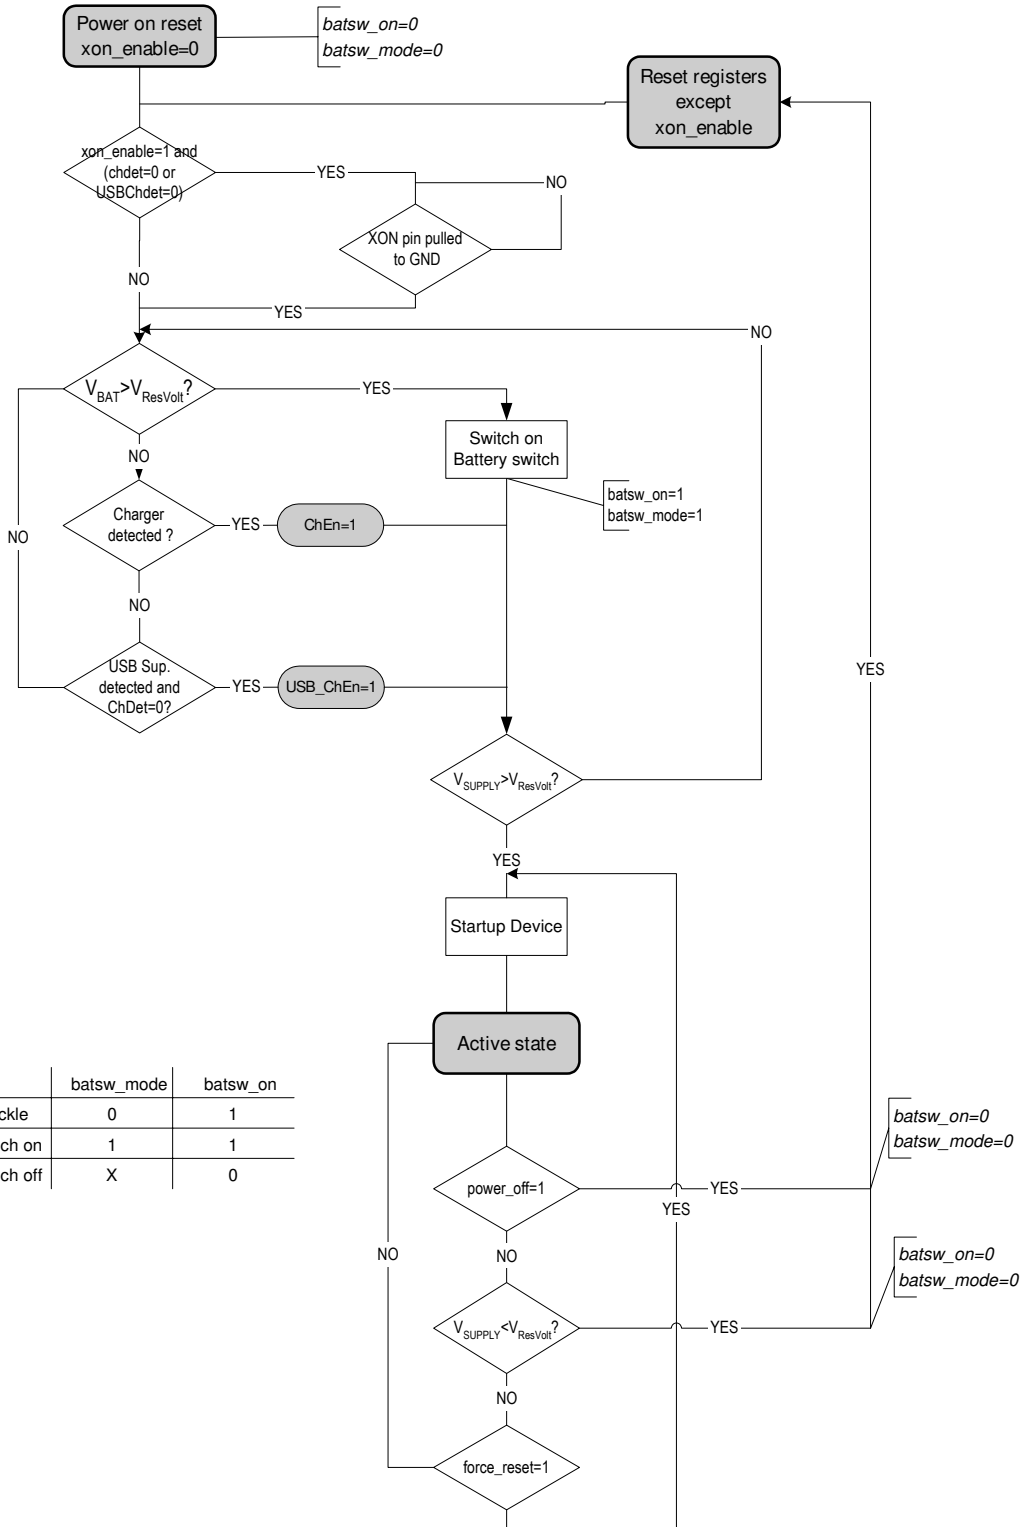 Power on reset
xon_enable=0
batsw_on=0
batsw_mode=0
Reset registers
except
xon_enable
xon_enable=1 and
(chdet=0 or
USBChdet=0)
YES
NO
XON pin pulled
to GND
NO
YES
NO
VBAT>VResVolt?
YES
NO
Switch on
Battery switch
batsw_on=1
batsw_mode=1
Charger
detected ?
YES
ChEn=1
NO
NO
USB Sup.
detected and
ChDet=0?
YES
USB_ChEn=1
YES
VSUPPLY>VResVolt?
YES
Startup Device
Active state
batsw_mode batsw_on
ckle 0 1
ch on 1 1
ch off X 0
batsw_on=0
batsw_mode=0
power_off=1
YES
YES
NO
NO
batsw_on=0
batsw_mode=0
VSUPPLY<VResVolt?
YES
NO
force_reset=1